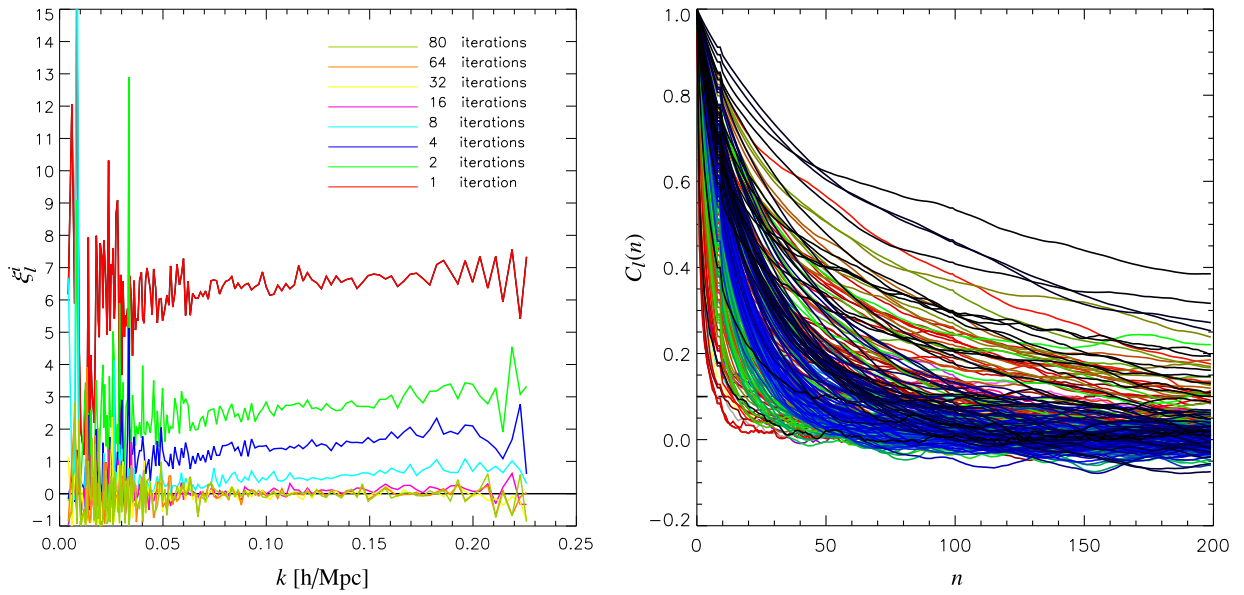 15
14
13
12
11
10
9
8
7
6
5
4
3
2
1
0
−1
ξ_l^i
80 iterations
64 iterations
32 iterations
16 iterations
8 iterations
4 iterations
2 iterations
1 iteration
0.00 0.05 0.10 0.15 0.20 0.25
k [h/Mpc]
1.0
0.8
0.6
0.4
0.2
0.0
−0.2
C_l(n)
0 50 100 150 200
n